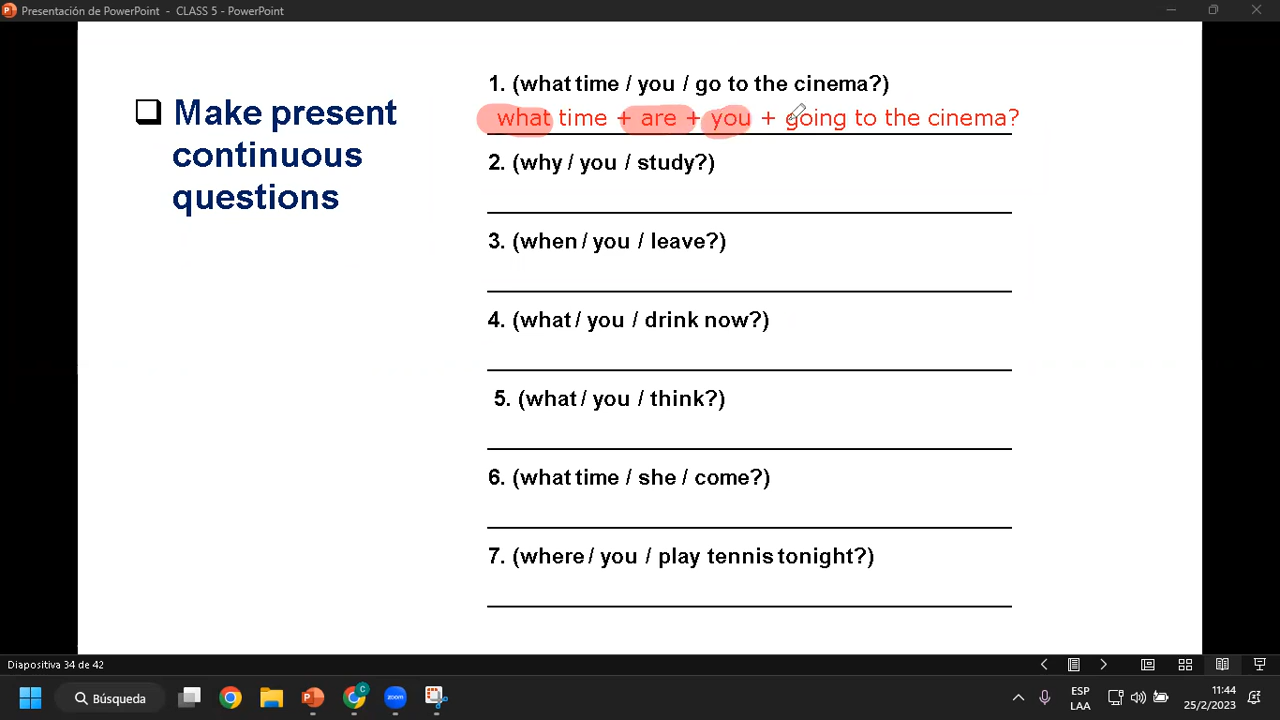 Presentación de PowerPoint - CLASS 5 - PowerPoint
Make present
continuous
questions
1. (what time / you / go to the cinema?)
what time + are + you + going to the cinema?
2. (why / you / study?)
3. (when / you / leave?)
4. (what / you / drink now?)
5. (what / you / think?)
6. (what time / she / come?)
7. (where / you / play tennis tonight?)
Diapositiva 34 de 42
Búsqueda
zoom
ESP
LAA
11:44
25/2/2023